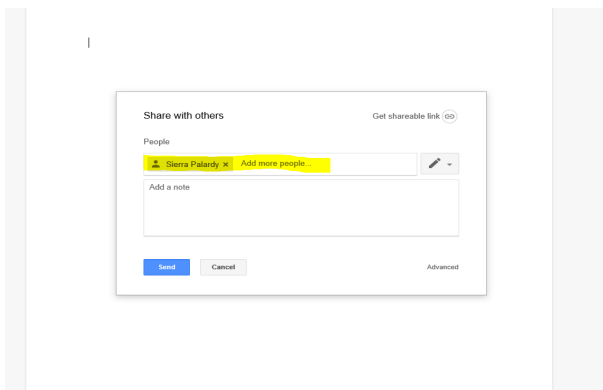 Share with others Get shareable link
People
Sierra Palardy × Add more people...
Add a note
Send Cancel Advanced